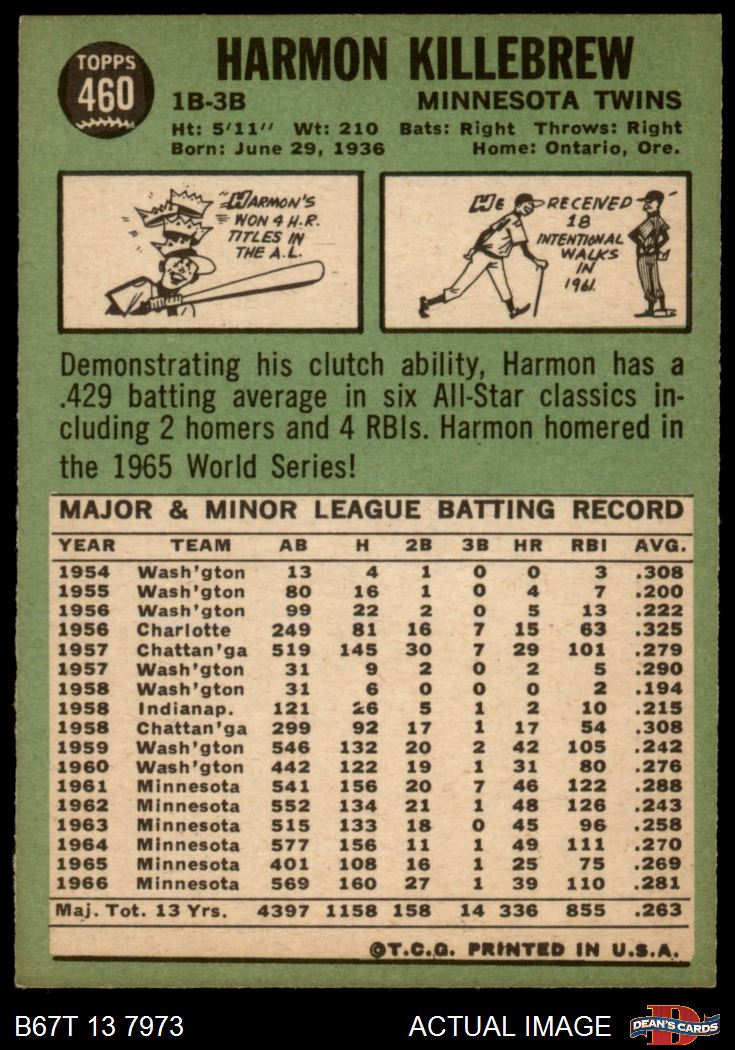 TOPPS
460
HARMON KILLEBREW
1B-3B MINNESOTA TWINS
Ht: 5'11" Wt: 210 Bats: Right Throws: Right
Born: June 29, 1936 Home: Ontario, Ore.
HARMON'S
WON 4 H.R.
TITLES IN
THE A.L.
HE RECEIVED
18
INTENTIONAL
WALKS
IN
1961.
Demonstrating his clutch ability, Harmon has a
.429 batting average in six All-Star classics in-
cluding 2 homers and 4 RBIs. Harmon homered in
the 1965 World Series!
MAJOR & MINOR LEAGUE BATTING RECORD
YEAR TEAM AB H 2B 3B HR RBI AVG.
1954 Wash'gton 13 4 1 0 0 3 .308
1955 Wash'gton 80 16 1 0 4 7 .200
1956 Wash'gton 99 22 2 0 5 13 .222
1956 Charlotte 249 81 16 7 15 63 .325
1957 Chattan'ga 519 145 30 7 29 101 .279
1957 Wash'gton 31 9 2 0 2 5 .290
1958 Wash'gton 31 6 0 0 0 2 .194
1958 Indianap. 121 26 5 1 2 10 .215
1958 Chattan'ga 299 92 17 1 17 54 .308
1959 Wash'gton 546 132 20 2 42 105 .242
1960 Wash'gton 442 122 19 1 31 80 .276
1961 Minnesota 541 156 20 7 46 122 .288
1962 Minnesota 552 134 21 1 48 126 .243
1963 Minnesota 515 133 18 0 45 96 .258
1964 Minnesota 577 156 11 1 49 111 .270
1965 Minnesota 401 108 16 1 25 75 .269
1966 Minnesota 569 160 27 1 39 110 .281
Maj. Tot. 13 Yrs. 4397 1158 158 14 336 855 .263
©T.C.G. PRINTED IN U.S.A.
B67T 13 7973 ACTUAL IMAGE
D
DEAN'S CARDS